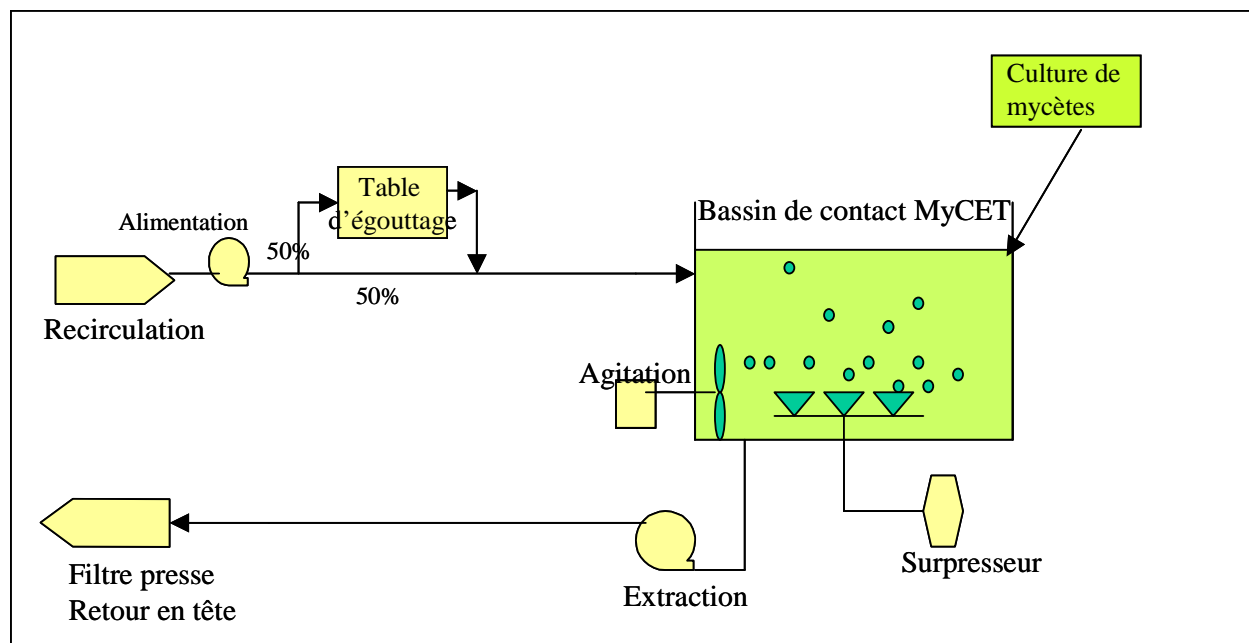 Culture de
mycètes
Table
d'égouttage
Alimentation
Bassin de contact MyCET
50%
50%
Recirculation
Agitation
Surpresseur
Filtre presse
Extraction
Retour en tête